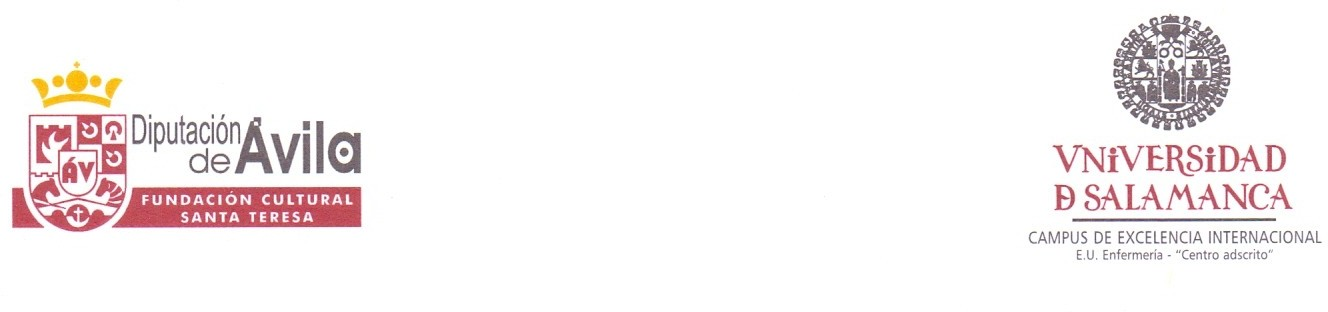 Diputación
de Ávila
ÁV
FUNDACIÓN CULTURAL
SANTA TERESA
VNiVERSiDAD
Ð SALAMANCA
CAMPUS DE EXCELENCIA INTERNACIONAL
E.U. Enfermería - "Centro adscrito"